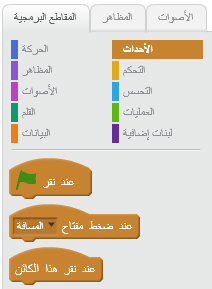 المقاطع البرمجية المظاهر الأصوات
الحركة الأحداث
المظاهر التحكم
الأصوات التحسس
القلم العمليات
البيانات لبنات إضافية
عند نقر
عند ضغط مفتاح المسافة
عند نقر هذا الكائن